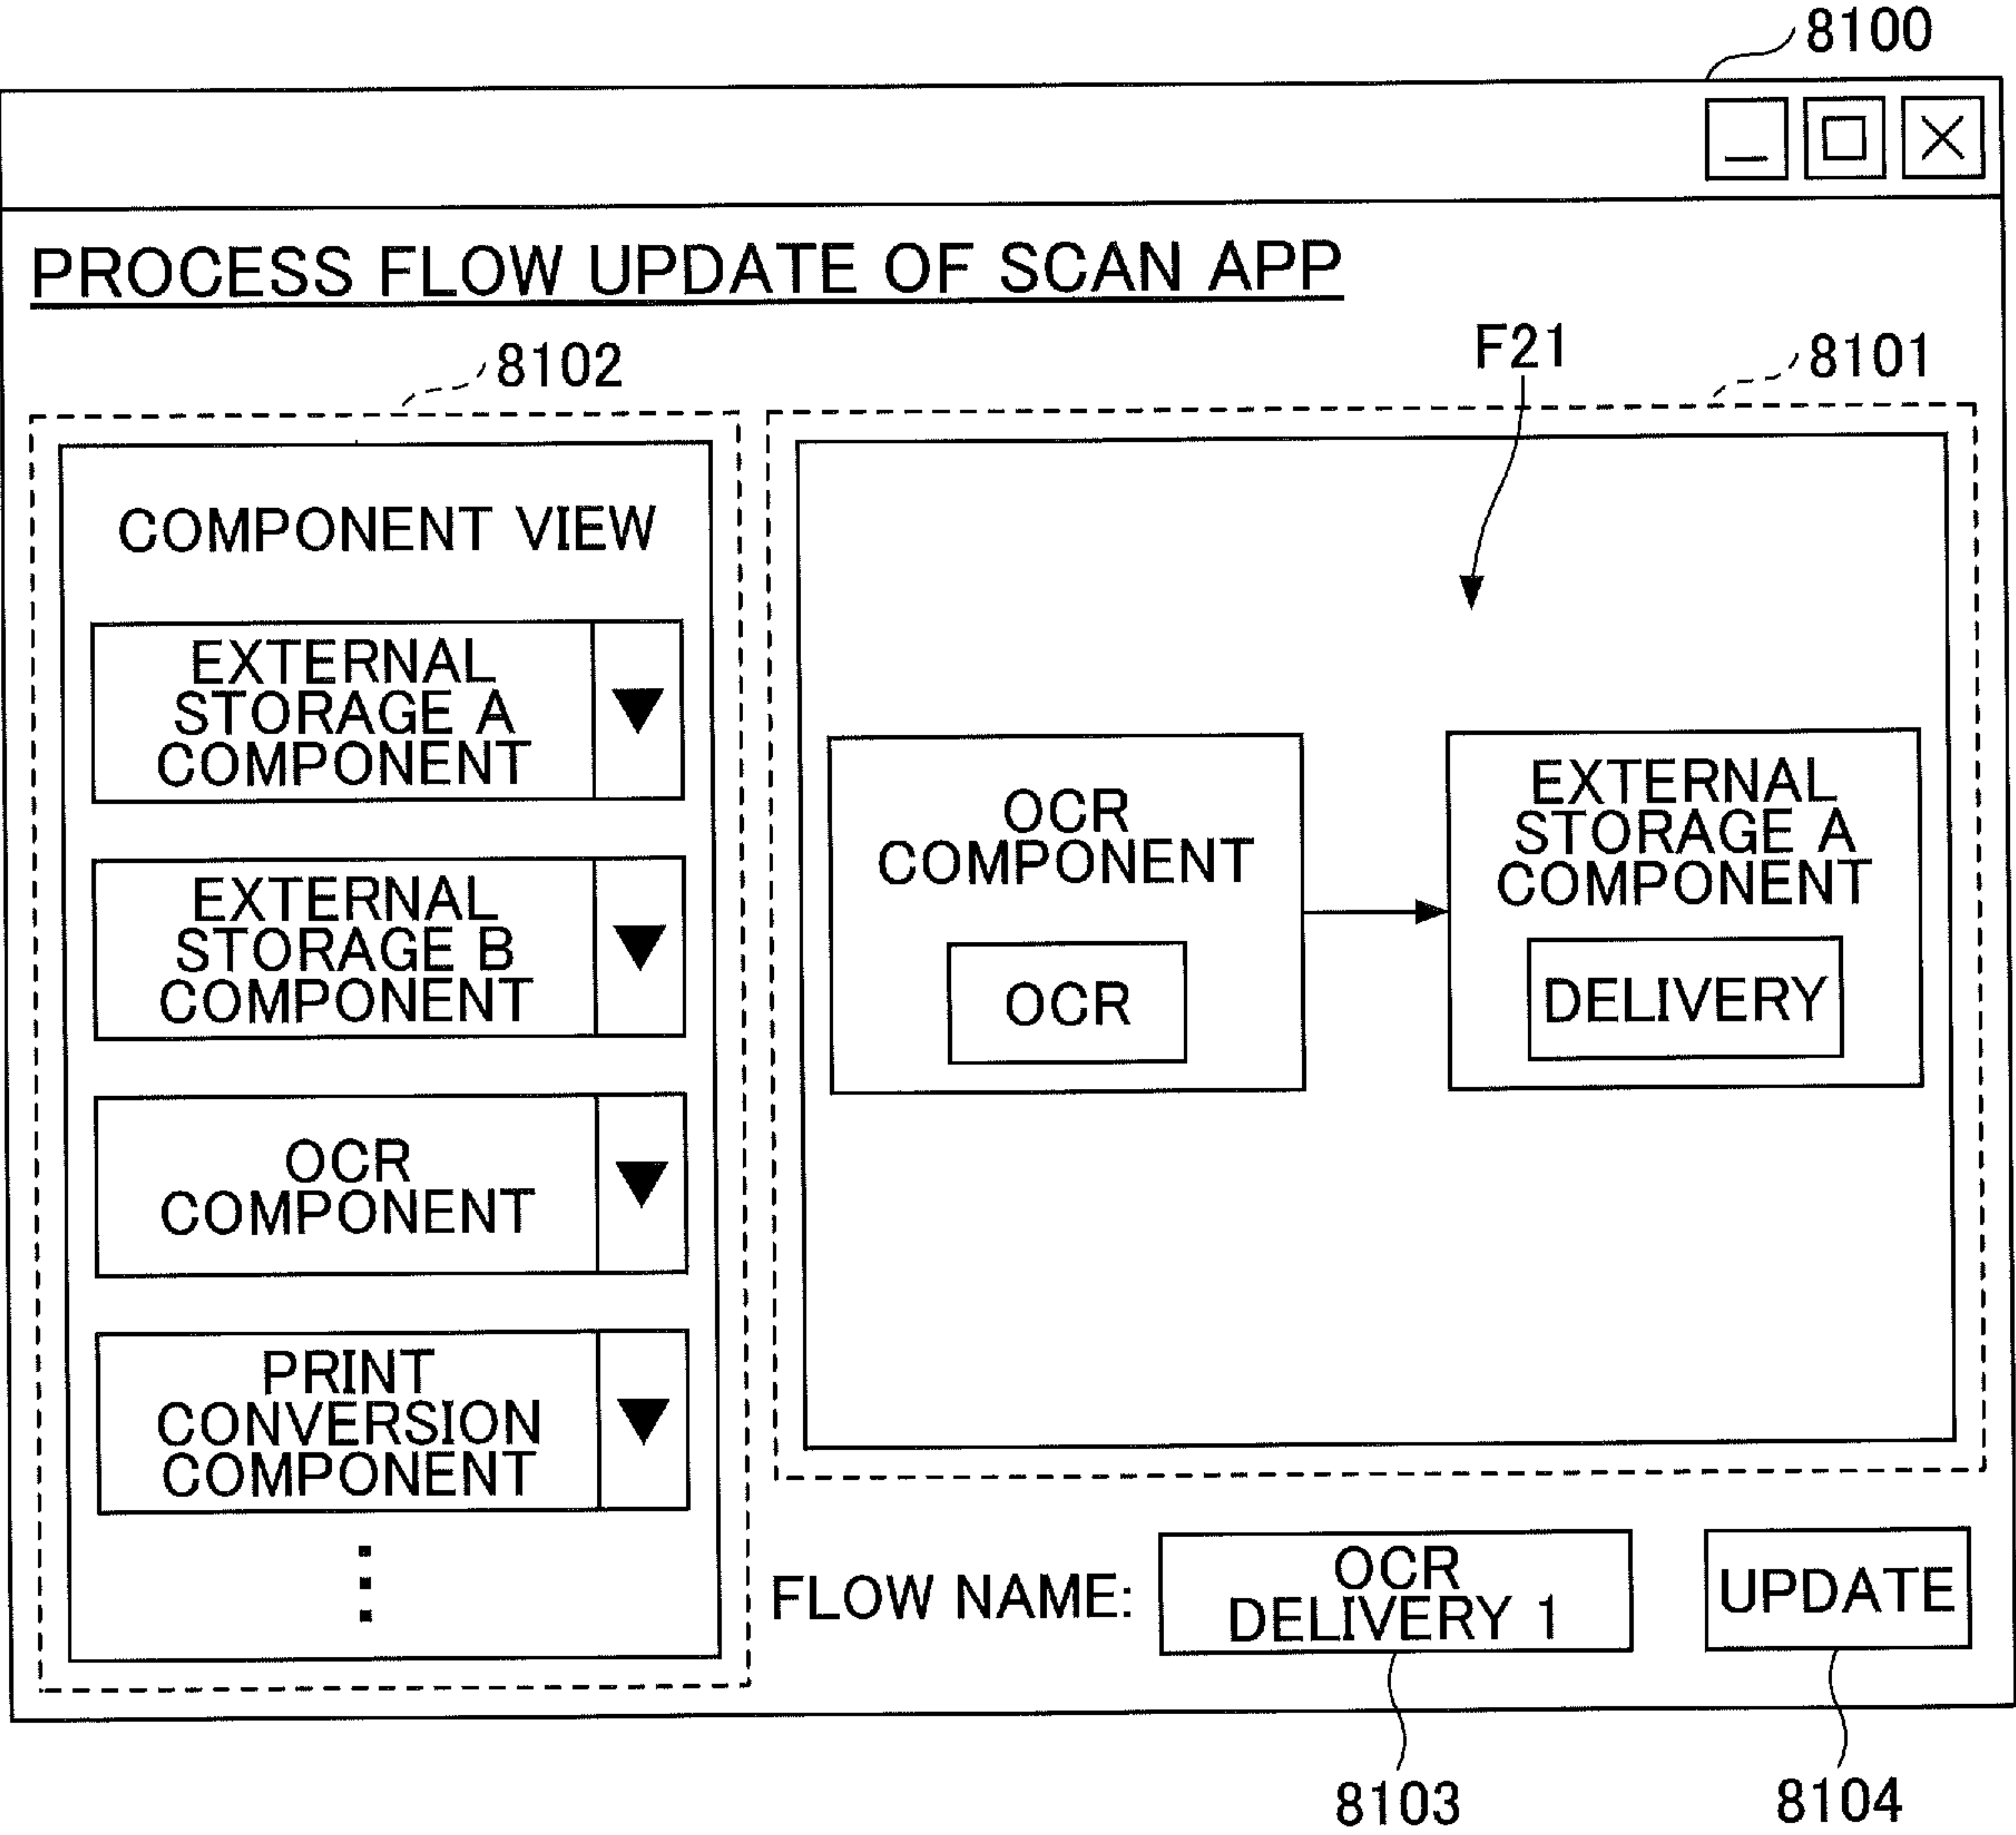 8100
PROCESS FLOW UPDATE OF SCAN APP
8102
F21
8101
COMPONENT VIEW
EXTERNAL
STORAGE A
COMPONENT
EXTERNAL
STORAGE B
COMPONENT
OCR
COMPONENT
PRINT
CONVERSION
COMPONENT
OCR
COMPONENT
OCR
EXTERNAL
STORAGE A
COMPONENT
DELIVERY
FLOW NAME:
OCR
DELIVERY 1
UPDATE
8103
8104